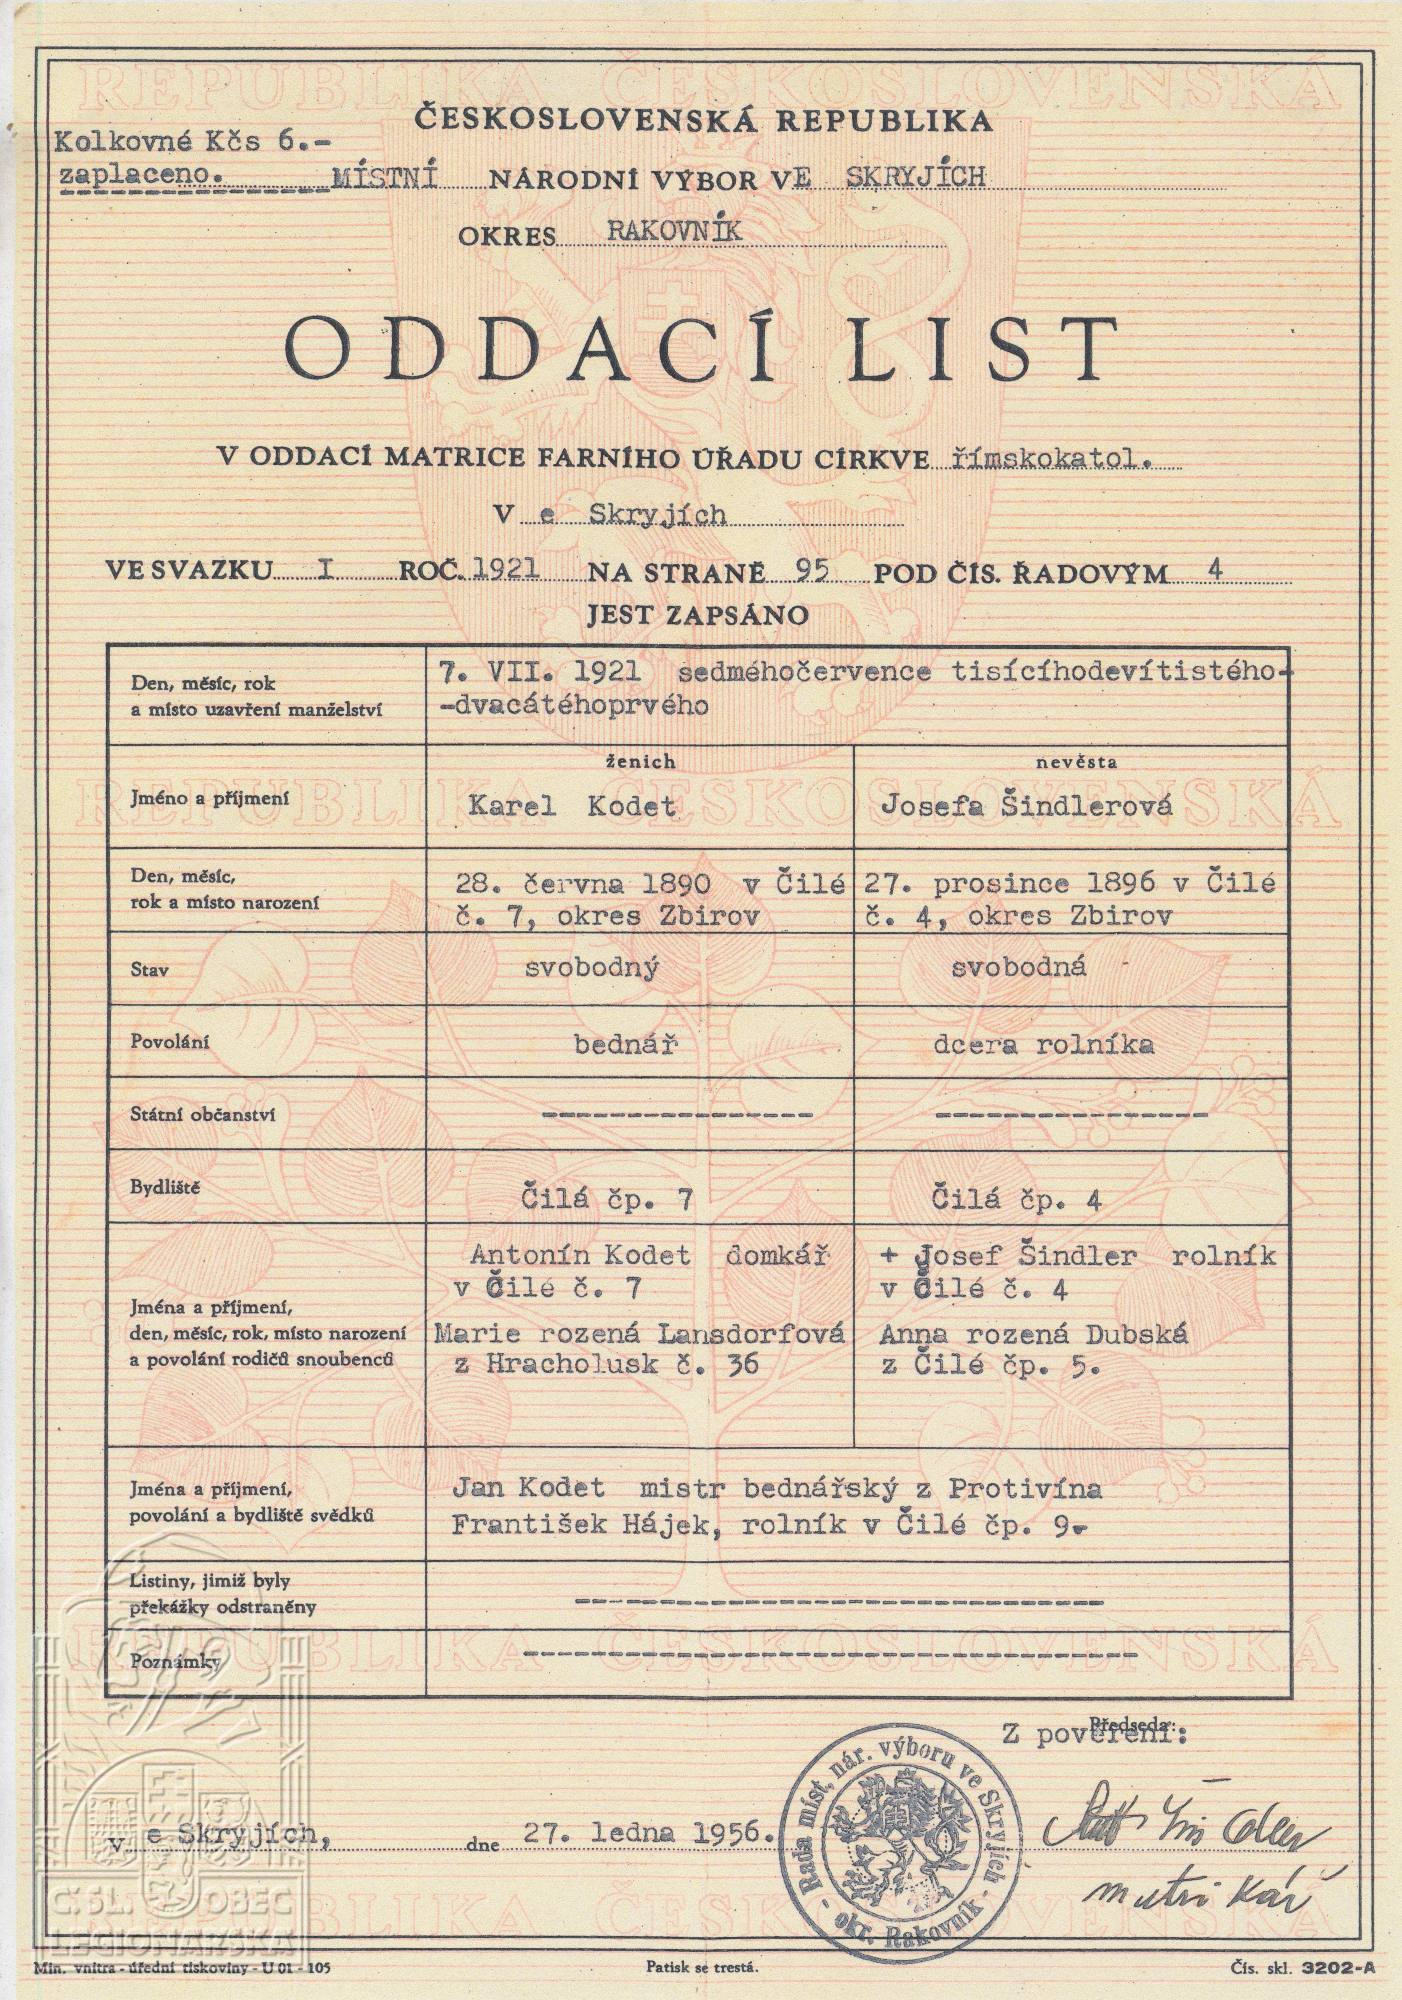 REPUBLIKA ČESKOSLOVENSKÁ
ČESKOSLOVENSKÁ REPUBLIKA
Kolkovné Kčs 6.-
zaplaceno. MÍSTNÍ NÁRODNÍ VÝBOR VE SKRYJÍCH
OKRES RAKOVNÍK
ODDACÍ LIST
V ODDACÍ MATRICE FARNÍHO ÚŘADU CÍRKVE římskokatol.
V e Skryjích
VE SVAZKU I ROČ. 1921 NA STRANĚ 95 POD ČÍS. ŘADOVÝM 4
JEST ZAPSÁNO
Den, měsíc, rok
a místo uzavření manželství
7. VII. 1921 sedméhočervence tisícíhodevítistého-
-dvacátéhoprvého
ženich nevěsta
REPUBLIKA ČESKOSLOVENSKÁ
Jméno a příjmení Karel Kodet Josefa Šindlerová
Den, měsíc,
rok a místo narození
28. června 1890 v Čilé
č. 7, okres Zbirov
27. prosince 1896 v Čilé
č. 4, okres Zbirov
Stav svobodný svobodná
Povolání bednář dcera rolníka
Státní občanství ---------------- ----------------
Bydliště Čilá čp. 7 Čilá čp. 4
Jména a příjmení,
den, měsíc, rok, místo narození
a povolání rodičů snoubenců
Antonín Kodet domkář
v Čilé č. 7
Marie rozená Lansdorfová
z Hracholusk č. 36
+ Josef Šindler rolník
v Čilé č. 4
Anna rozená Dubská
z Čilé čp. 5.
Jména a příjmení,
povolání a bydliště svědků
Jan Kodet mistr bednářský z Protivína
František Hájek, rolník v Čilé čp. 9-
Listiny, jimiž byly
překážky odstraněny
-------------------------------
REPUBLIKA ČESKOSLOVENSKÁ
Poznámky ------------------------------------
Předseda:
Z pověření:
Rada míst. nár. výboru ve Skryjích
- okr. Rakovník -
V e Skryjích, dne 27. ledna 1956.
matrikář
Č. SL. OBEC
LEGIONÁŘSKÁ
Min. vnitra - úřední tiskoviny - U 01 - 105
Patisk se trestá.
Čís. skl. 3202-A